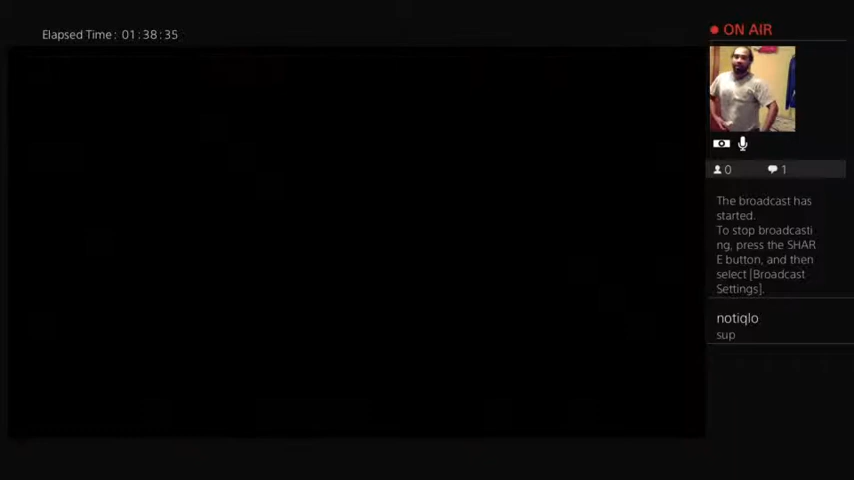 Elapsed Time: 01:38:35
ON AIR
0 1
The broadcast has
started.
To stop broadcasti
ng, press the SHAR
E button, and then
select [Broadcast
Settings].
notiqlo
sup